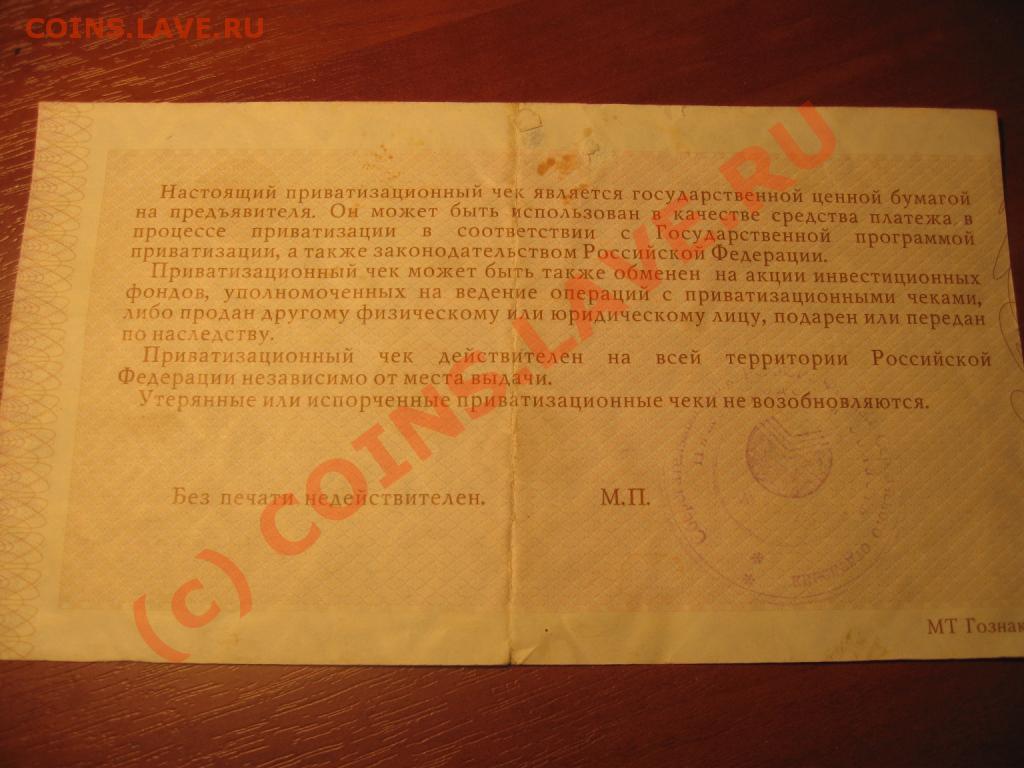 COINS.LAVE.RU
Настоящий приватизационный чек является государственной ценной бумагой
на предъявителя. Он может быть использован в качестве средства платежа в
процессе приватизации в соответствии с Государственной программой
приватизации, а также законодательством Российской Федерации.
Приватизационный чек может быть также обменен на акции инвестиционных
фондов, уполномоченных на ведение операций с приватизационными чеками,
либо продан другому физическому или юридическому лицу, подарен или передан
по наследству.
Приватизационный чек действителен на всей территории Российской
Федерации независимо от места выдачи.
Утерянные или испорченные приватизационные чеки не возобновляются.
Без печати недействителен. М.П.
МТ Гознак
(c) COINS.LAVE.RU